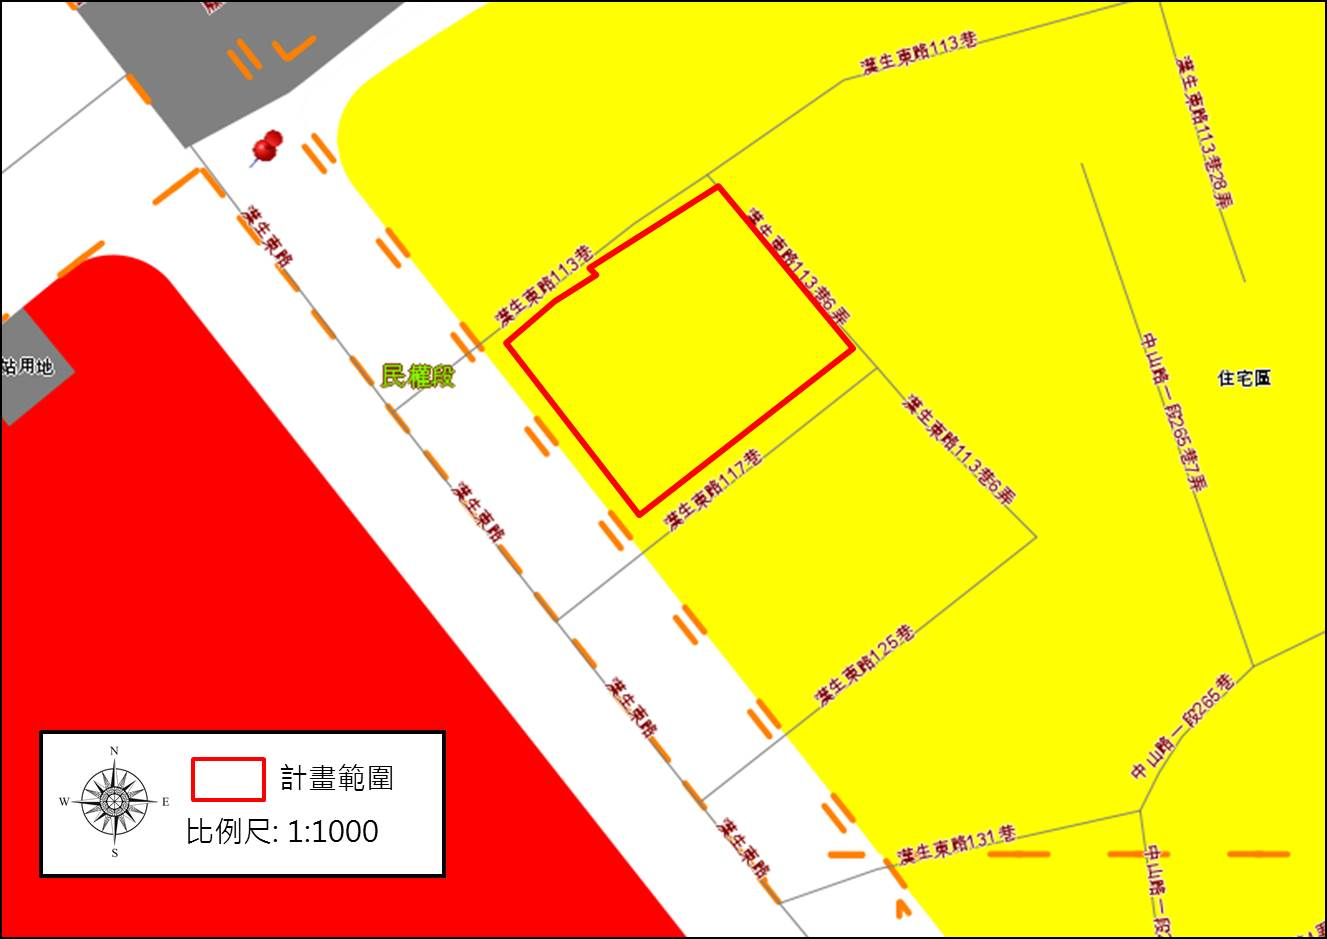 漢生東路113巷
漢生東路113巷28弄
漢生東路
漢生東路113巷
漢生東路113巷6弄
站用地
民權段
中山路一段265巷7弄
住宅區
漢生東路113巷6弄
漢生東路117巷
漢生東路
漢生東路125巷
漢生東路
中山路一段265巷
N
W
E
S
計畫範圍
比例尺: 1:1000
漢生東路
漢生東路131巷
中山路一段